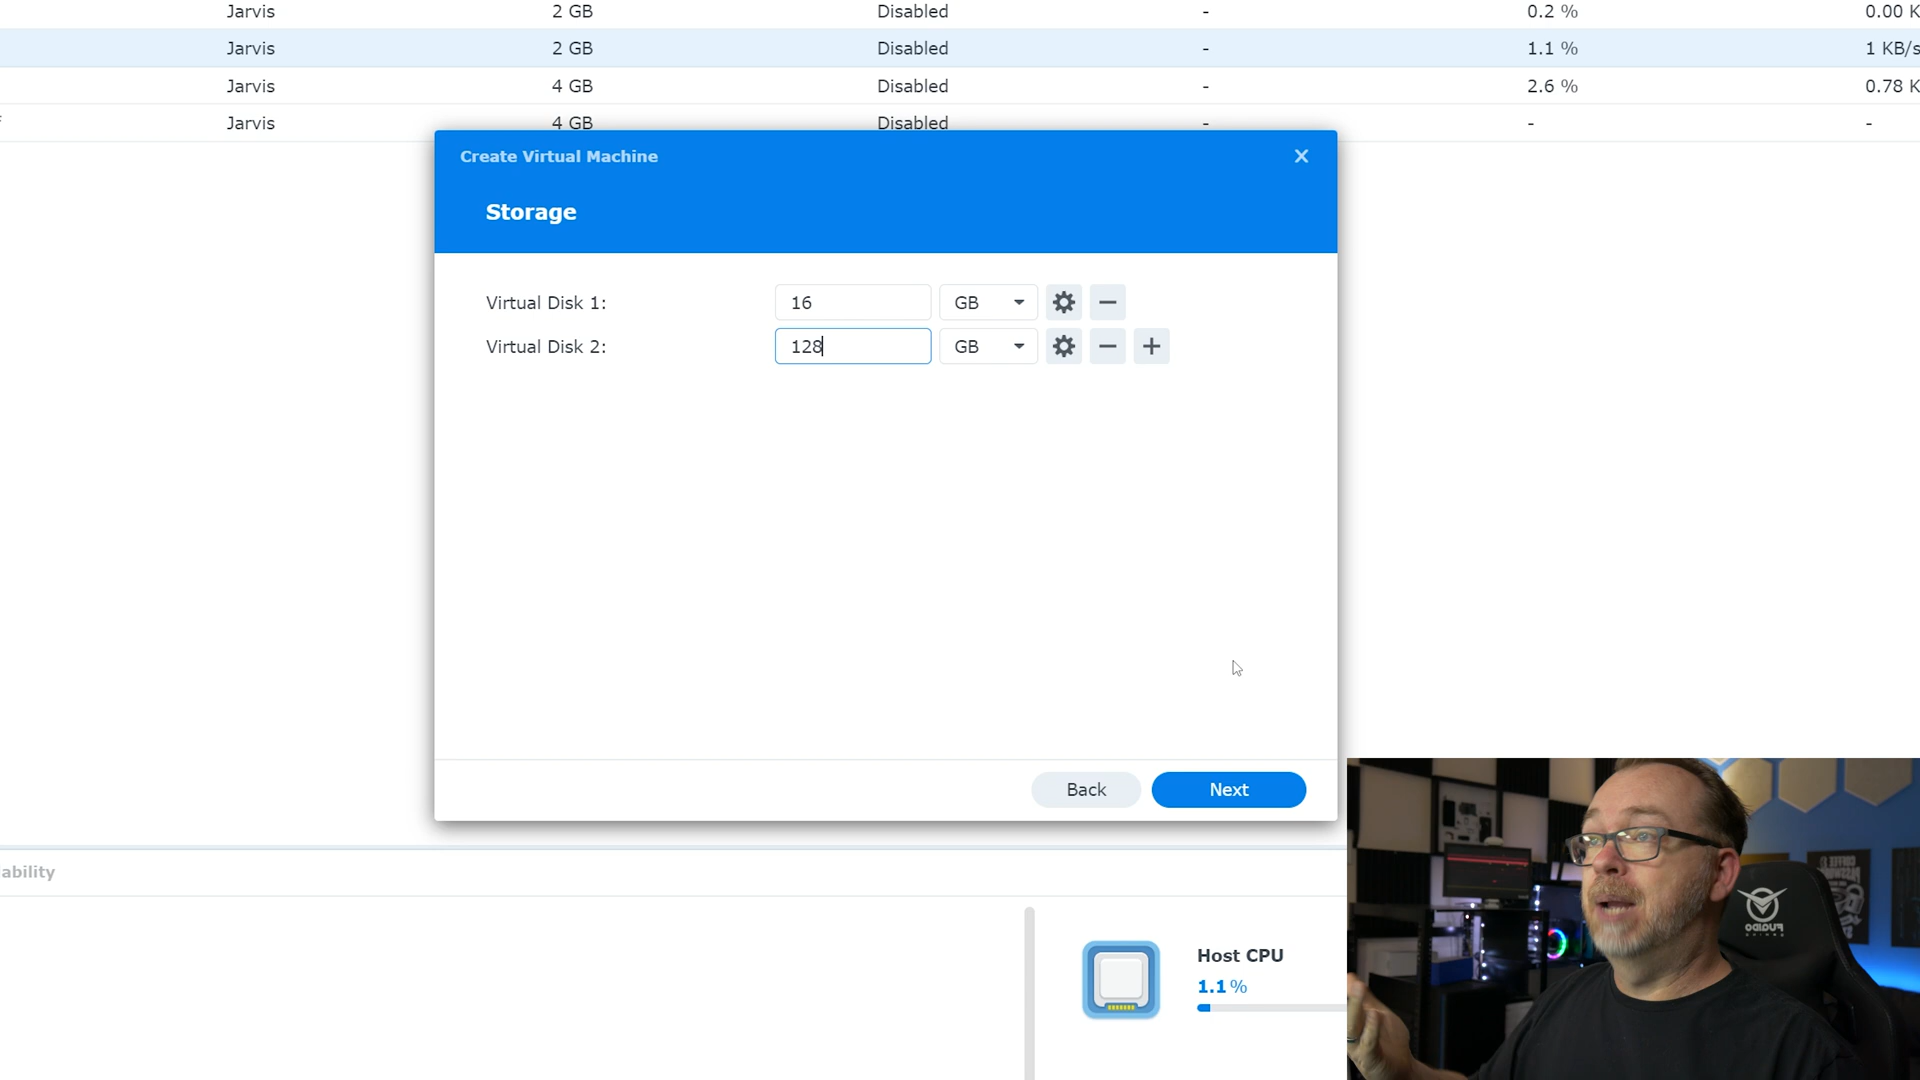 Jarvis 2 GB Disabled - 0.2 % 0.00 K
Jarvis 2 GB Disabled - 1.1 % 1 KB/s
Jarvis 4 GB Disabled - 2.6 % 0.78 K
Jarvis 4 GB Disabled - - -
Create Virtual Machine
Storage
Virtual Disk 1: 16 GB
Virtual Disk 2: 128 GB
Back Next
ability
Host CPU
1.1 %
COFFEE